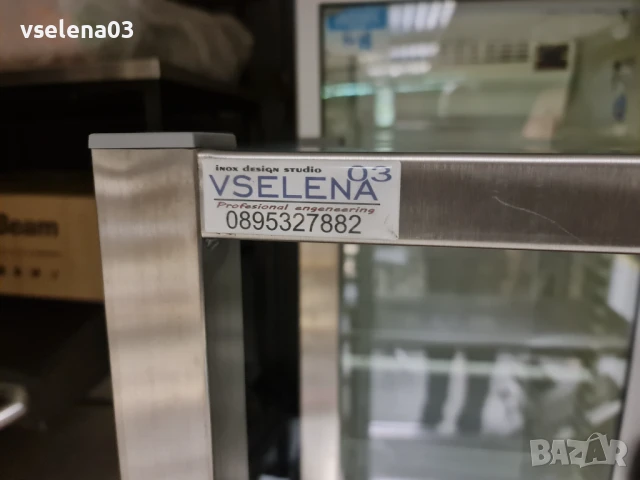 vselena03
inox design studio
VSELENA 03
Profesional engeneering
0895327882
Beam
BAZAR